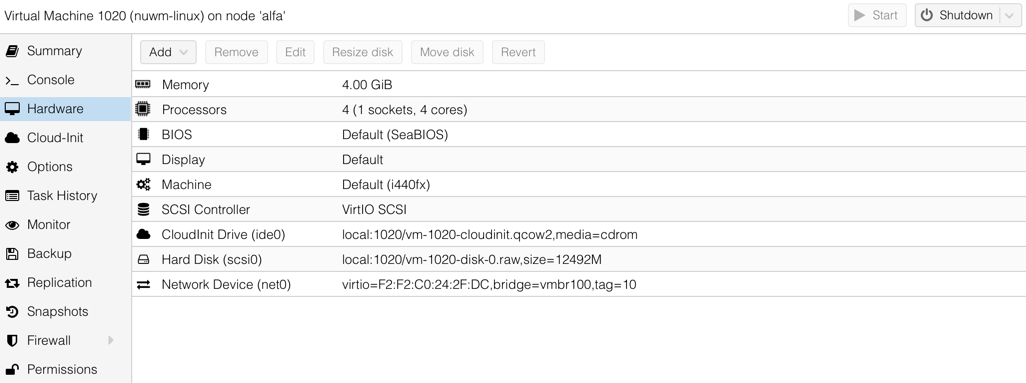 Virtual Machine 1020 (nuwm-linux) on node 'alfa'
Start
Shutdown
Summary
Console
Hardware
Cloud-Init
Options
Task History
Monitor
Backup
Replication
Snapshots
Firewall
Permissions
Add
Remove
Edit
Resize disk
Move disk
Revert
Memory 4.00 GiB
Processors 4 (1 sockets, 4 cores)
BIOS Default (SeaBIOS)
Display Default
Machine Default (i440fx)
SCSI Controller VirtIO SCSI
CloudInit Drive (ide0) local:1020/vm-1020-cloudinit.qcow2,media=cdrom
Hard Disk (scsi0) local:1020/vm-1020-disk-0.raw,size=12492M
Network Device (net0) virtio=F2:F2:C0:24:2F:DC,bridge=vmbr100,tag=10